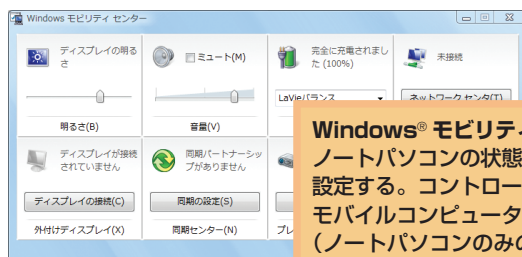 Windows モビリティ センター
ディスプレイの明る
さ
明るさ(B)
ミュート(M)
音量(V)
完全に充電されまし
た (100%)
LaVieバランス
未接続
ネットワーク センタ(T)
ディスプレイが接続
されていません
ディスプレイの接続(C)
外付けディスプレイ(X)
同期パートナーシッ
プがありません
同期の設定(S)
同期センター(N)
プレ
Windows® モビリティ
ノートパソコンの状態
設定する。コントロー
モバイルコンピュータ
(ノートパソコンのみの